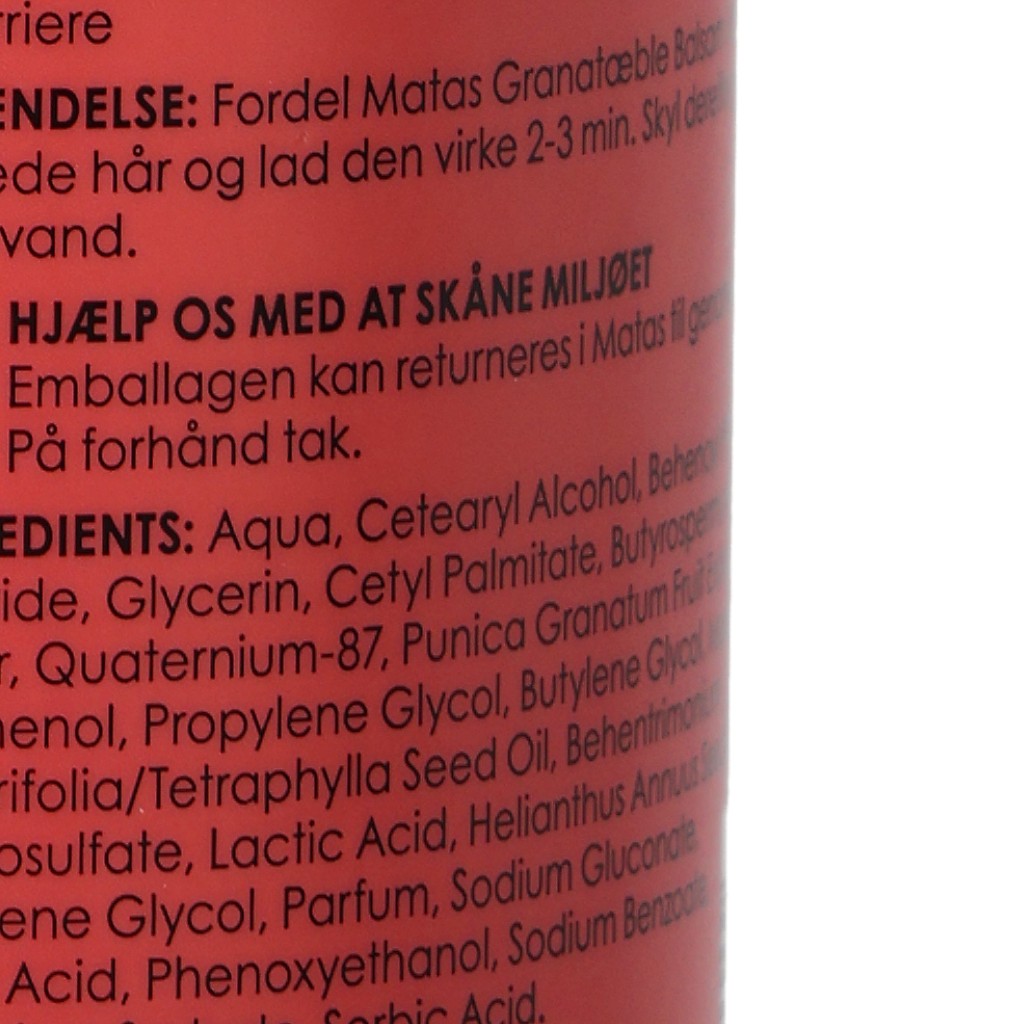 rriere
ENDELSE: Fordel Matas Granatæble Balsam
ede hår og lad den virke 2-3 min. Skyl
vand.
HJÆLP OS MED AT SKÅNE MILJØET
Emballagen kan returneres i Matas til
På forhånd tak.
EDIENTS: Aqua, Cetearyl Alcohol,
ide, Glycerin, Cetyl Palmitate,
r, Quaternium-87, Punica Granatum Fruit
henol, Propylene Glycol, Butylene Glycol,
rifolia/Tetraphylla Seed Oil,
osulfate, Lactic Acid, Helianthus Annuus
ene Glycol, Parfum, Sodium Gluconate,
Acid, Phenoxyethanol, Sodium Benzoate,
Sorbic Acid.